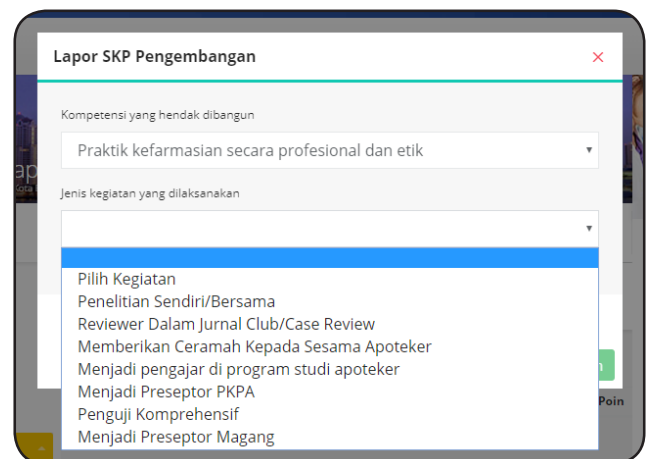 Lapor SKP Pengembangan
×
Kompetensi yang hendak dibangun
Praktik kefarmasian secara profesional dan etik
Jenis kegiatan yang dilaksanakan
Pilih Kegiatan
Penelitian Sendiri/Bersama
Reviewer Dalam Jurnal Club/Case Review
Memberikan Ceramah Kepada Sesama Apoteker
Menjadi pengajar di program studi apoteker
Menjadi Preseptor PKPA
Penguji Komprehensif
Menjadi Preseptor Magang
Poin